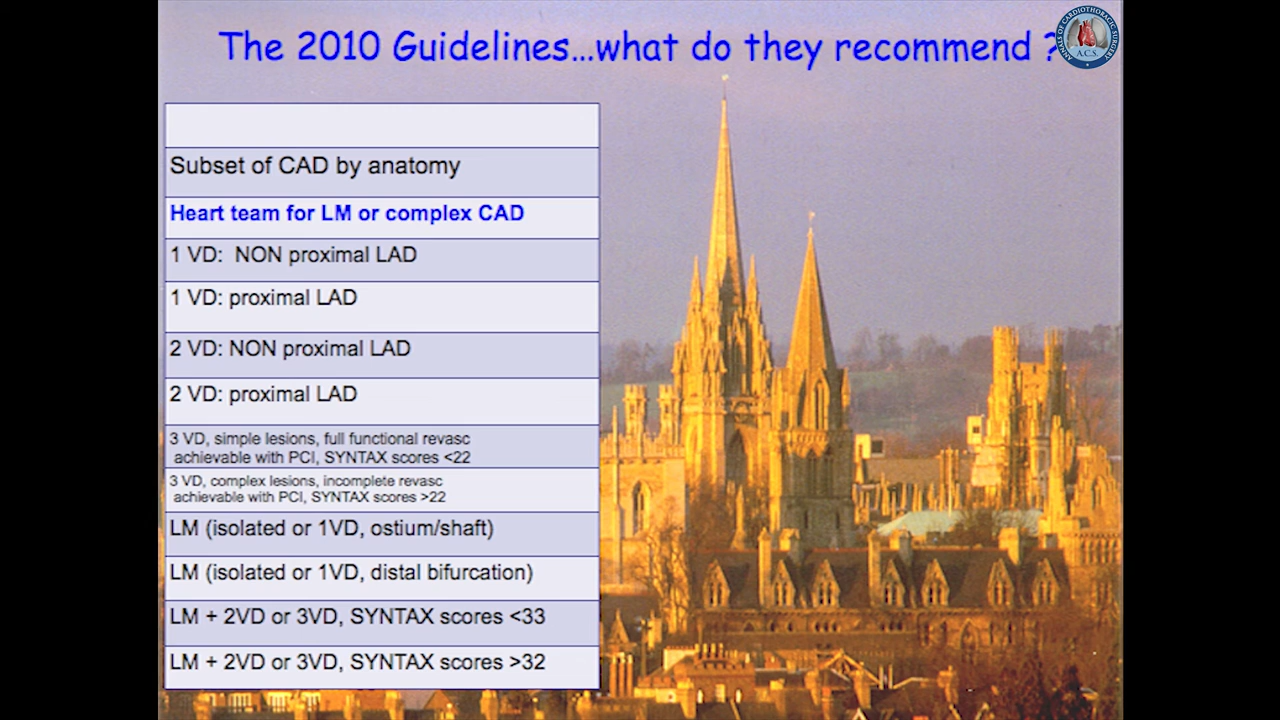 The 2010 Guidelines...what do they recommend ?
ANNALS OF CARDIOTHORACIC SURGERY
A.C.S.
Subset of CAD by anatomy
Heart team for LM or complex CAD
1 VD: NON proximal LAD
1 VD: proximal LAD
2 VD: NON proximal LAD
2 VD: proximal LAD
3 VD, simple lesions, full functional revasc
achievable with PCI, SYNTAX scores <22
3 VD, complex lesions, incomplete revasc
achievable with PCI, SYNTAX scores >22
LM (isolated or 1VD, ostium/shaft)
LM (isolated or 1VD, distal bifurcation)
LM + 2VD or 3VD, SYNTAX scores <33
LM + 2VD or 3VD, SYNTAX scores >32